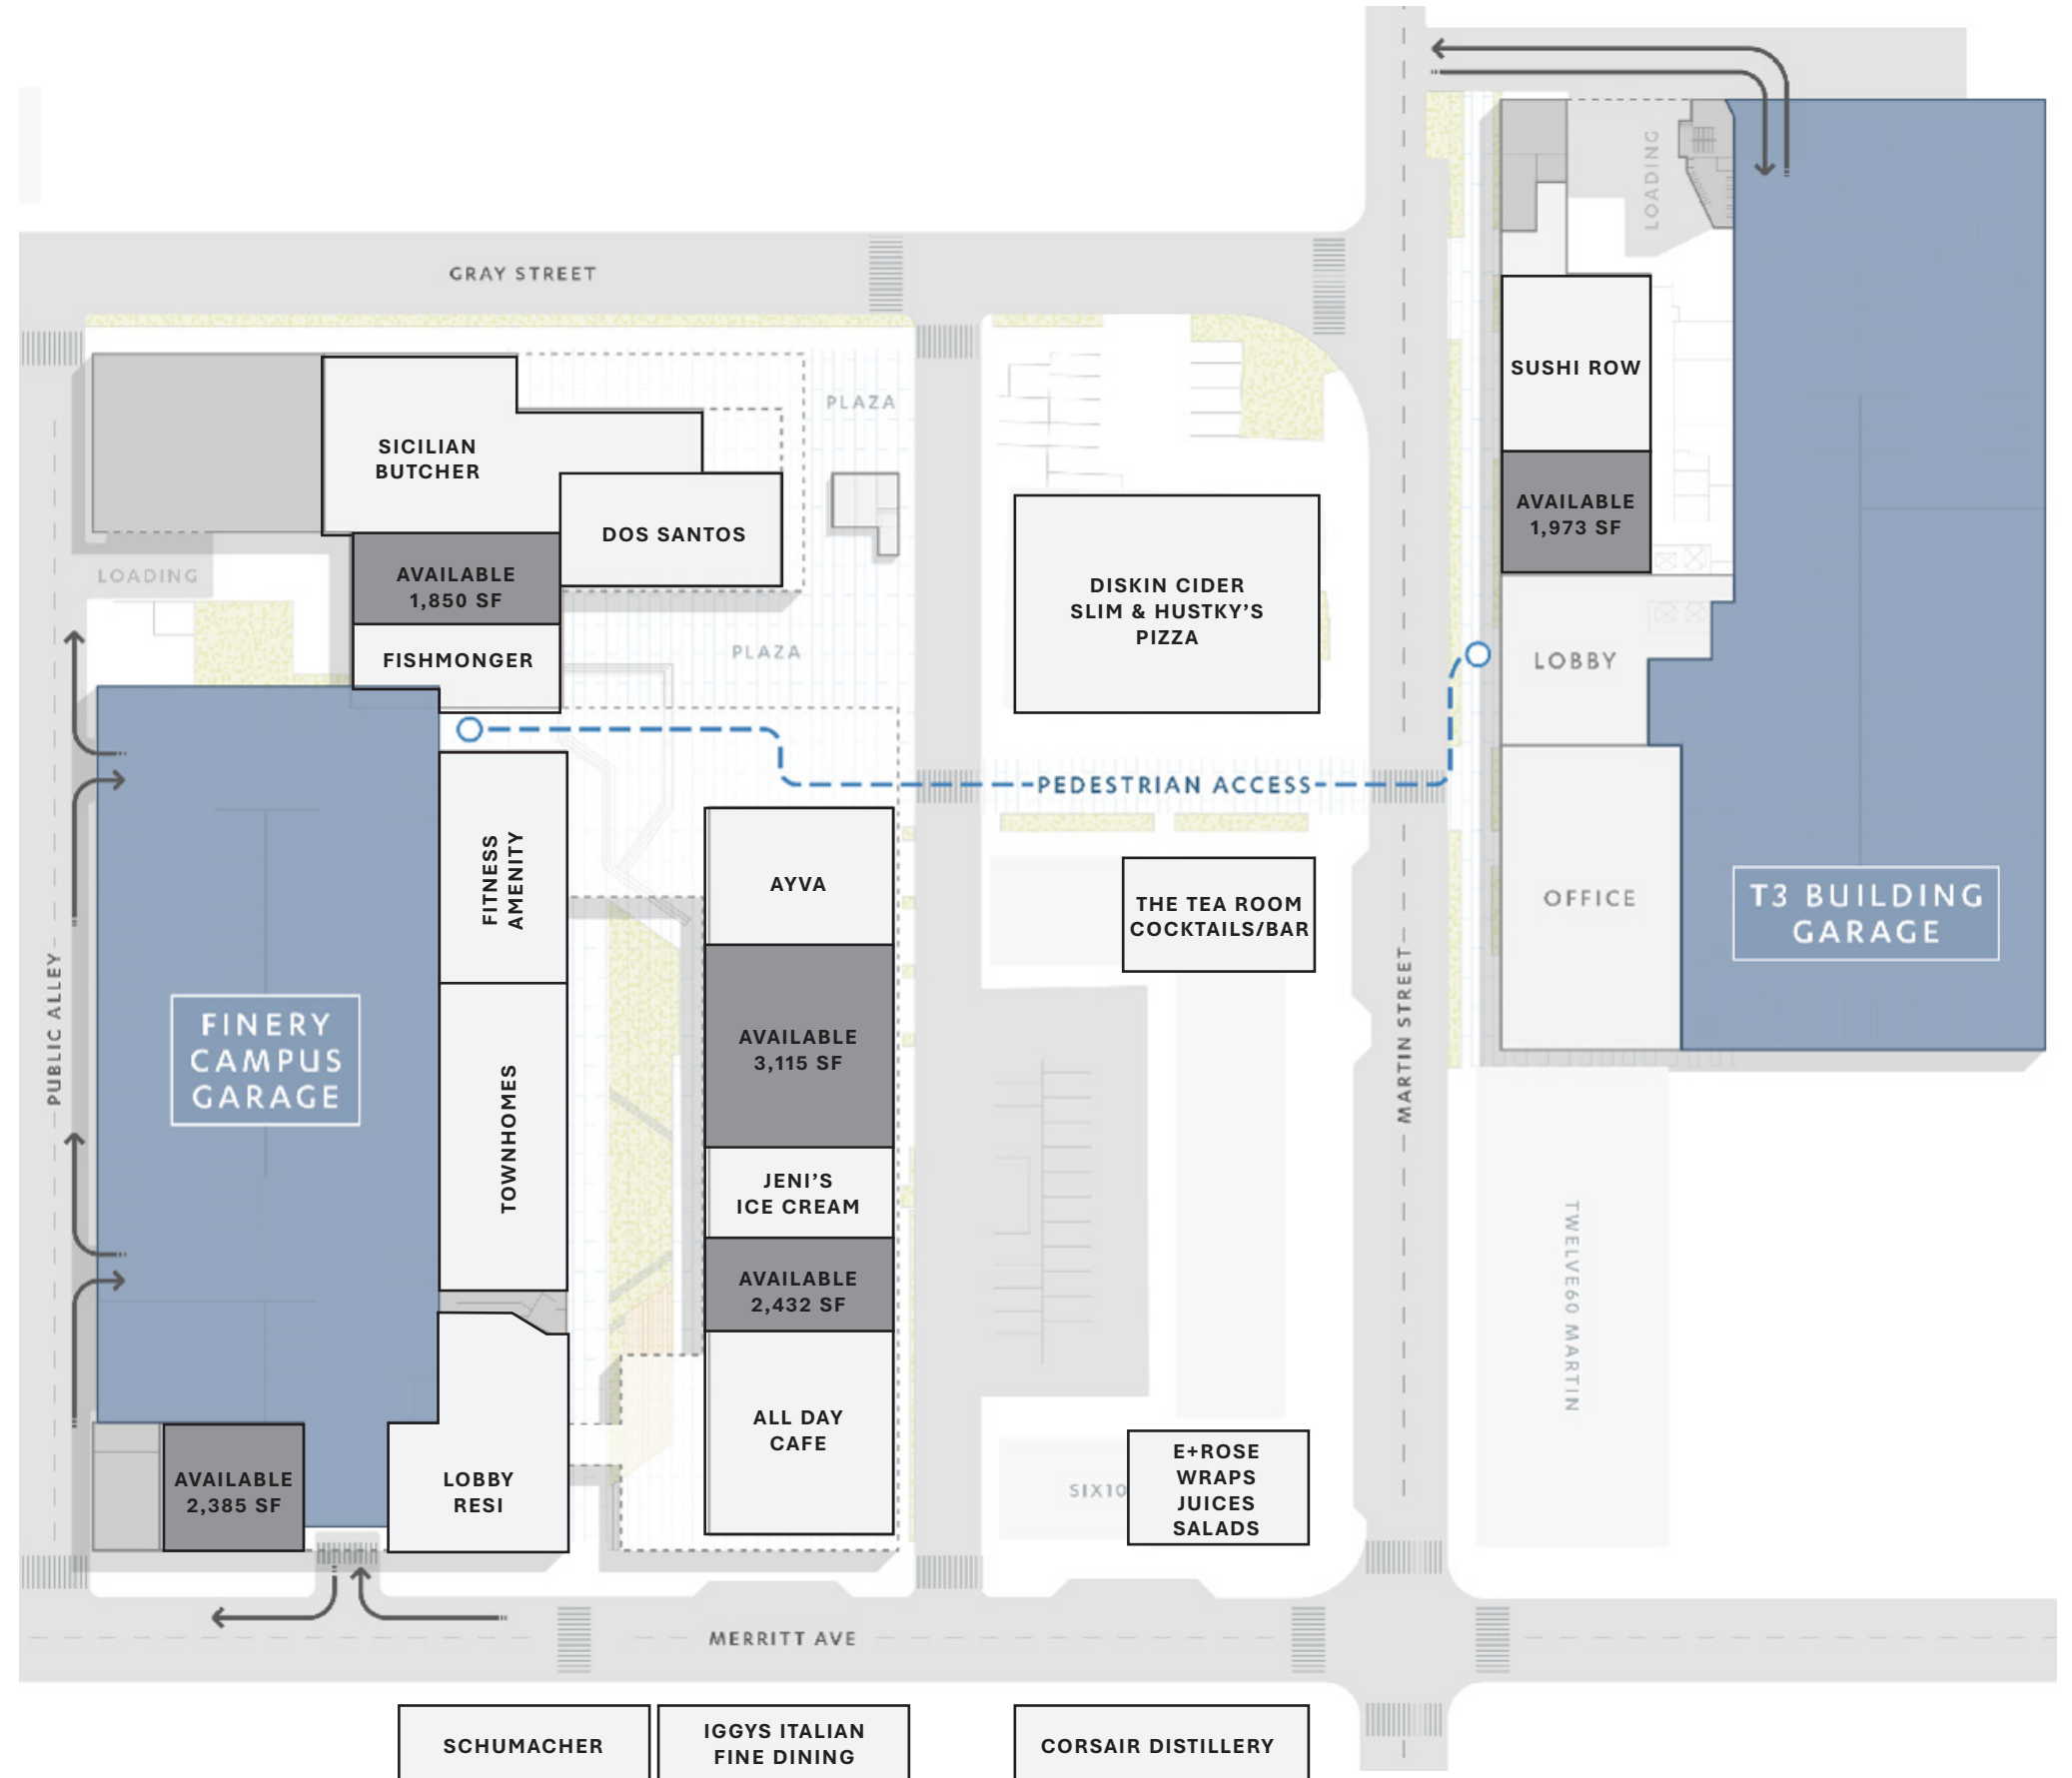 GRAY STREET
PLAZA
LOADING
SUSHI ROW
SICILIAN
BUTCHER
DOS SANTOS
AVAILABLE
1,973 SF
AVAILABLE
1,850 SF
LOADING
FISHMONGER
PLAZA
DISKIN CIDER
SLIM & HUSTKY'S
PIZZA
LOBBY
PEDESTRIAN ACCESS
FITNESS
AMENITY
AYVA
THE TEA ROOM
COCKTAILS/BAR
OFFICE
T3 BUILDING
GARAGE
PUBLIC ALLEY
FINERY
CAMPUS
GARAGE
TOWNHOMES
AVAILABLE
3,115 SF
MARTIN STREET
JENI'S
ICE CREAM
AVAILABLE
2,432 SF
TWELVE60 MARTIN
ALL DAY
CAFE
AVAILABLE
2,385 SF
LOBBY
RESI
SIX10
E+ROSE
WRAPS
JUICES
SALADS
MERRITT AVE
SCHUMACHER
IGGYS ITALIAN
FINE DINING
CORSAIR DISTILLERY